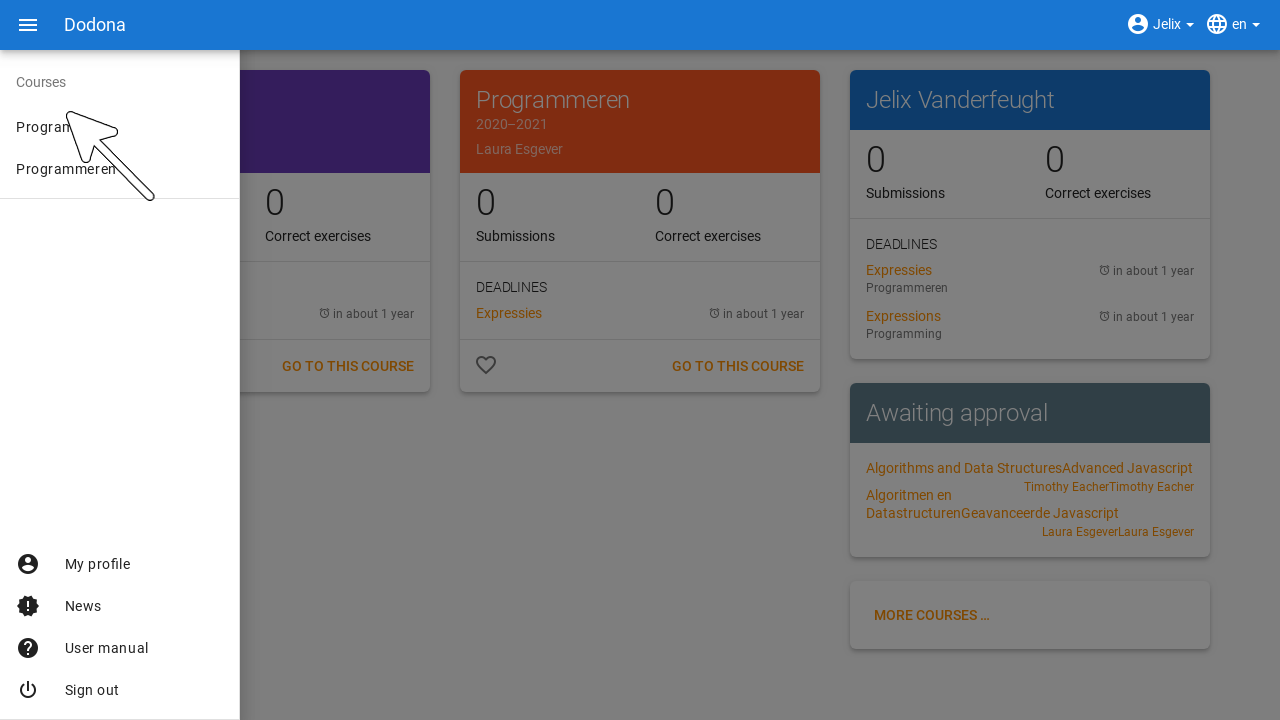 Dodona
Jelix
en
Courses
Programmeren
My profile
News
User manual
Sign out
0
Correct exercises
in about 1 year
GO TO THIS COURSE
Programmeren
2020–2021
Laura Esgever
0
Submissions
0
Correct exercises
DEADLINES
Expressies
in about 1 year
GO TO THIS COURSE
Jelix Vanderfeught
0
Submissions
0
Correct exercises
DEADLINES
Expressies
in about 1 year
Programmeren
Expressions
in about 1 year
Programming
Awaiting approval
Algorithms and Data StructuresAdvanced Javascript
Timothy EacherTimothy Eacher
Algoritmen en
DatastructurenGeavanceerde Javascript
Laura EsgeverLaura Esgever
MORE COURSES …